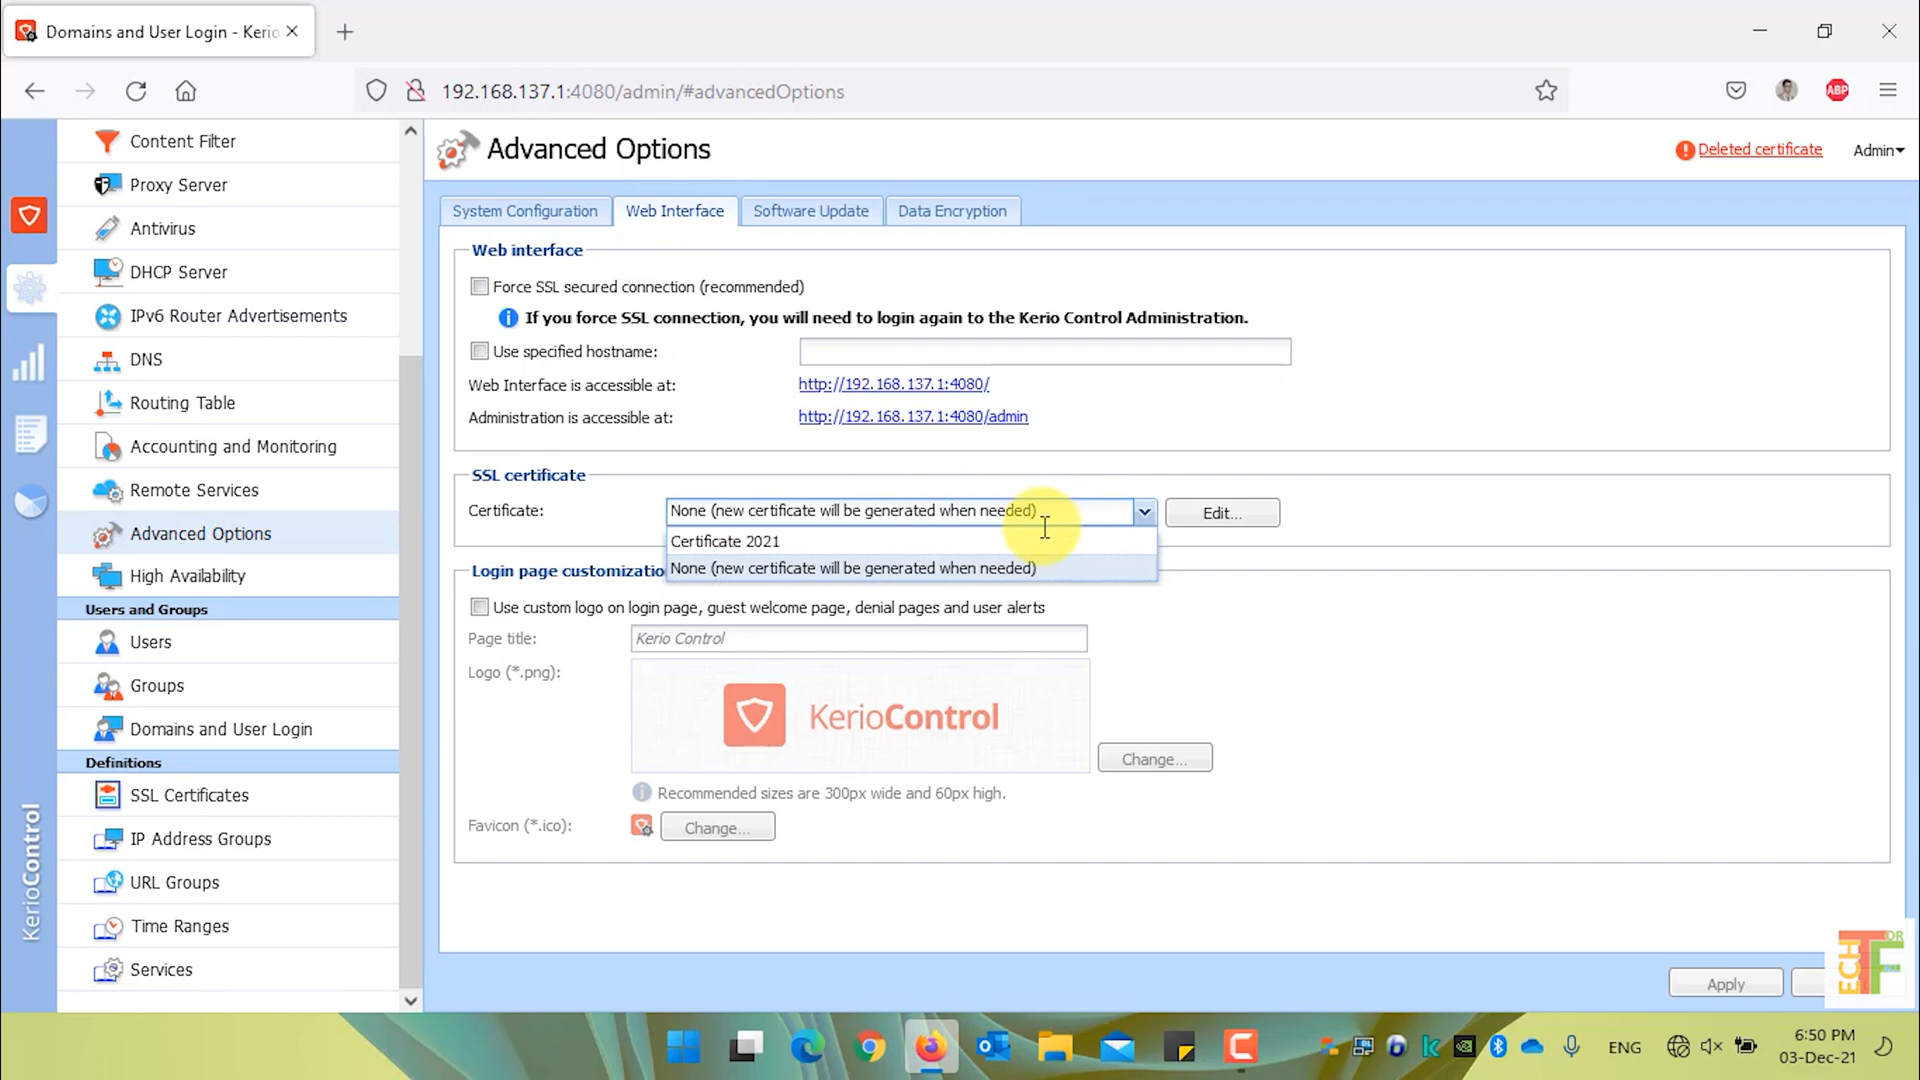 Domains and User Login - Kerio
192.168.137.1:4080/admin/#advancedOptions
ABP
Content Filter
Proxy Server
Antivirus
DHCP Server
IPv6 Router Advertisements
DNS
Routing Table
Accounting and Monitoring
Remote Services
Advanced Options
High Availability
Users and Groups
Users
Groups
Domains and User Login
Definitions
SSL Certificates
IP Address Groups
URL Groups
Time Ranges
Services
KerioControl
Advanced Options
Deleted certificate
Admin
System Configuration
Web Interface
Software Update
Data Encryption
Web interface
Force SSL secured connection (recommended)
If you force SSL connection, you will need to login again to the Kerio Control Administration.
Use specified hostname:
Web Interface is accessible at:
http://192.168.137.1:4080/
Administration is accessible at:
http://192.168.137.1:4080/admin
SSL certificate
Certificate:
None (new certificate will be generated when needed)
Edit...
Certificate 2021
None (new certificate will be generated when needed)
Login page customizatio
Use custom logo on login page, guest welcome page, denial pages and user alerts
Page title:
Kerio Control
Logo (*.png):
KerioControl
Change...
Recommended sizes are 300px wide and 60px high.
Favicon (*.ico):
Change...
Apply
TECH
FOR
ALL
ENG
6:50 PM
03-Dec-21